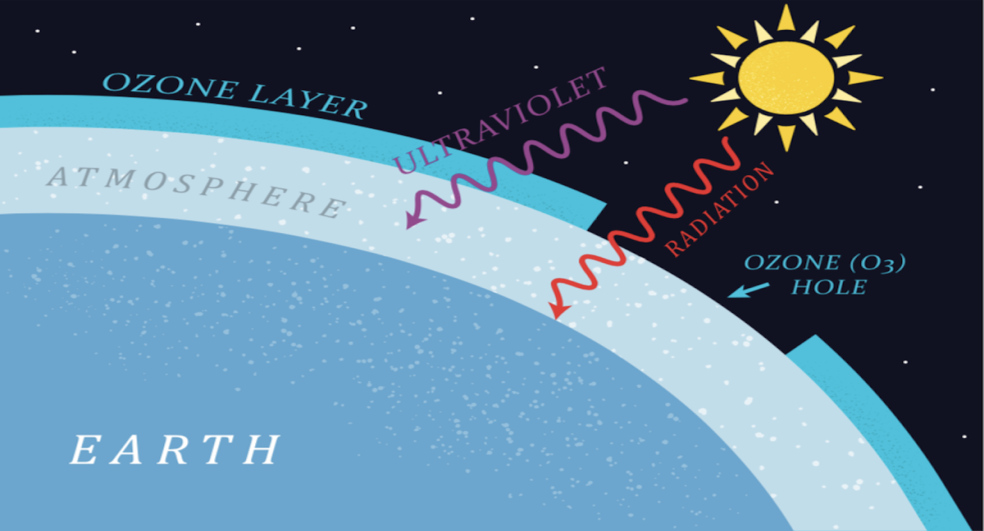 OZONE LAYER
ULTRAVIOLET
ATMOSPHERE
RADIATION
OZONE (O3)
HOLE
EARTH